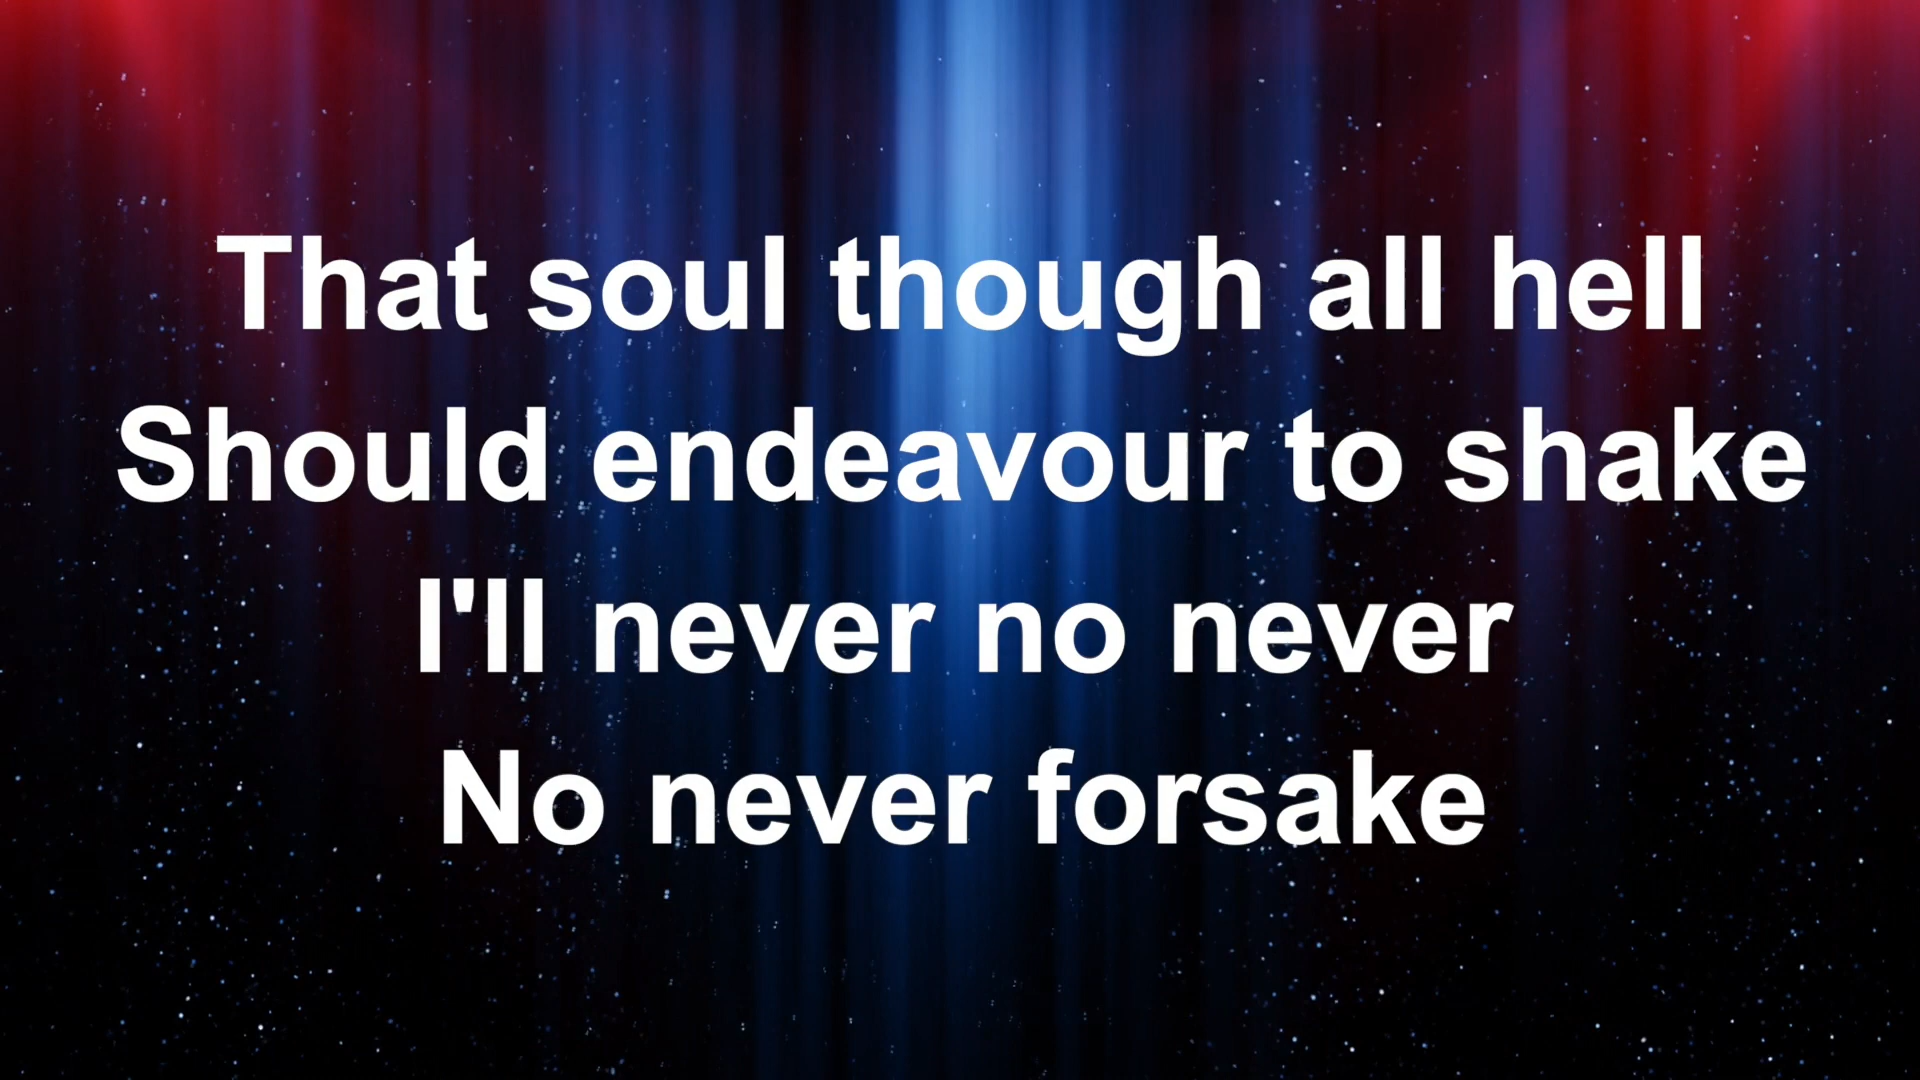 That soul though all hell
Should endeavour to shake
I'll never no never
No never forsake